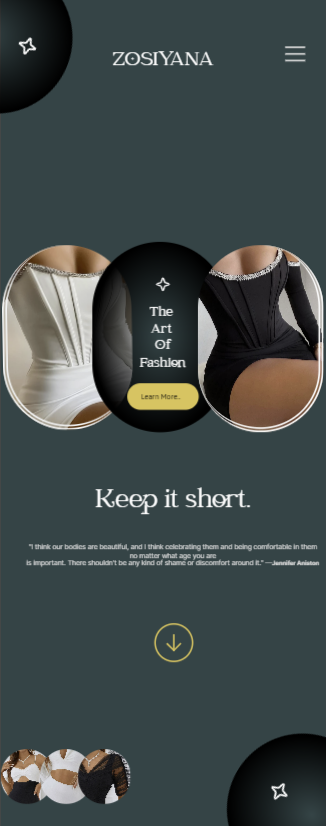 ZOSIYANA
The
Art
Of
Fashion
Learn More..
Keep it short.
"I think our bodies are beautiful, and I think celebrating them and being comfortable in them
no matter what age you are
is important. There shouldn't be any kind of shame or discomfort around it." —Jennifer Aniston